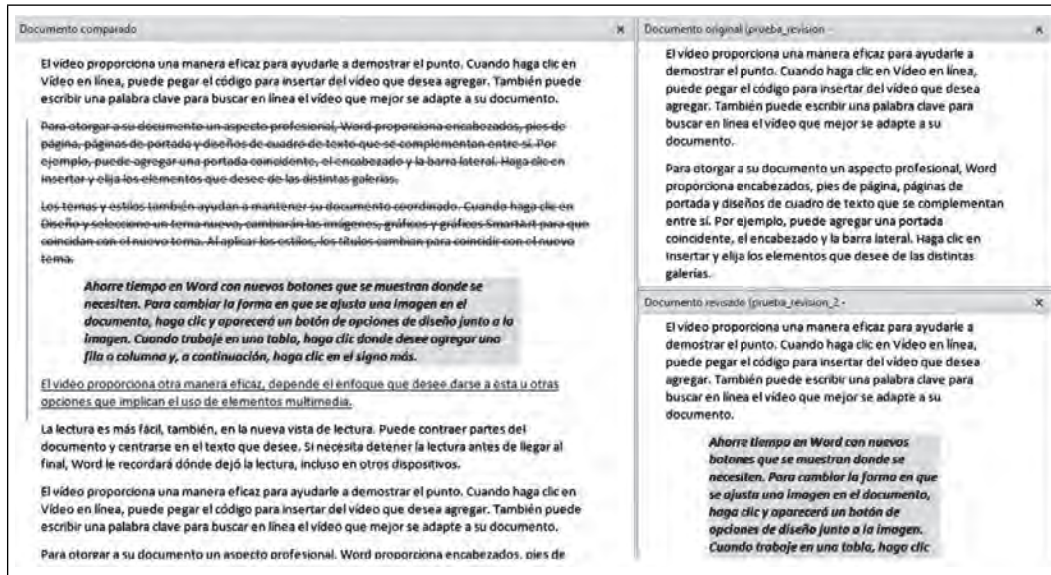 Documento comparado
El vídeo proporciona una manera eficaz para ayudarle a demostrar el punto. Cuando haga clic en
Vídeo en línea, puede pegar el código para insertar del vídeo que desea agregar. También puede
escribir una palabra clave para buscar en línea el vídeo que mejor se adapte a su documento.
Para otorgar a su documento un aspecto profesional, Word proporciona encabezados, pies de
página, páginas de portada y diseños de cuadro de texto que se complementan entre sí. Por
ejemplo, puede agregar una portada coincidente, el encabezado y la barra lateral. Haga clic en
Insertar y elija los elementos que desee de las distintas galerías.
Los temas y estilos también ayudan a mantener su documento coordinado. Cuando haga clic en
Diseño y seleccione un tema nuevo, cambiarán las imágenes, gráficos y gráficos SmartArt para que
coincidan con el nuevo tema. Al aplicar los estilos, los títulos cambian para coincidir con el nuevo
tema.
Ahorre tiempo en Word con nuevos botones que se muestran donde se
necesiten. Para cambiar la forma en que se ajusta una imagen en el
documento, haga clic y aparecerá un botón de opciones de diseño junto a la
imagen. Cuando trabaje en una tabla, haga clic donde desee agregar una
fila o columna y, a continuación, haga clic en el signo más.
El vídeo proporciona otra manera eficaz, depende el enfoque que desee darse a ésta u otras
opciones que implican el uso de elementos multimedia.
La lectura es más fácil, también, en la nueva vista de lectura. Puede contraer partes del
documento y centrarse en el texto que desee. Si necesita detener la lectura antes de llegar al
final, Word le recordará dónde dejó la lectura, incluso en otros dispositivos.
El vídeo proporciona una manera eficaz para ayudarle a demostrar el punto. Cuando haga clic en
Vídeo en línea, puede pegar el código para insertar del vídeo que desea agregar. También puede
escribir una palabra clave para buscar en línea el vídeo que mejor se adapte a su documento.
Para otorgar a su documento un aspecto profesional, Word proporciona encabezados, pies de
Documento original (prueba_revision -
El vídeo proporciona una manera eficaz para ayudarle a
demostrar el punto. Cuando haga clic en Vídeo en línea,
puede pegar el código para insertar del vídeo que desea
agregar. También puede escribir una palabra clave para
buscar en línea el vídeo que mejor se adapte a su
documento.
Para otorgar a su documento un aspecto profesional, Word
proporciona encabezados, pies de página, páginas de
portada y diseños de cuadro de texto que se complementan
entre sí. Por ejemplo, puede agregar una portada
coincidente, el encabezado y la barra lateral. Haga clic en
Insertar y elija los elementos que desee de las distintas
galerías.
Documento revisado (prueba_revision_2 -
El vídeo proporciona una manera eficaz para ayudarle a
demostrar el punto. Cuando haga clic en Vídeo en línea,
puede pegar el código para insertar del vídeo que desea
agregar. También puede escribir una palabra clave para
buscar en línea el vídeo que mejor se adapte a su
documento.
Ahorre tiempo en Word con nuevos
botones que se muestran donde se
necesiten. Para cambiar la forma en que
se ajusta una imagen en el documento,
haga clic y aparecerá un botón de
opciones de diseño junto a la imagen.
Cuando trabaje en una tabla, haga clic